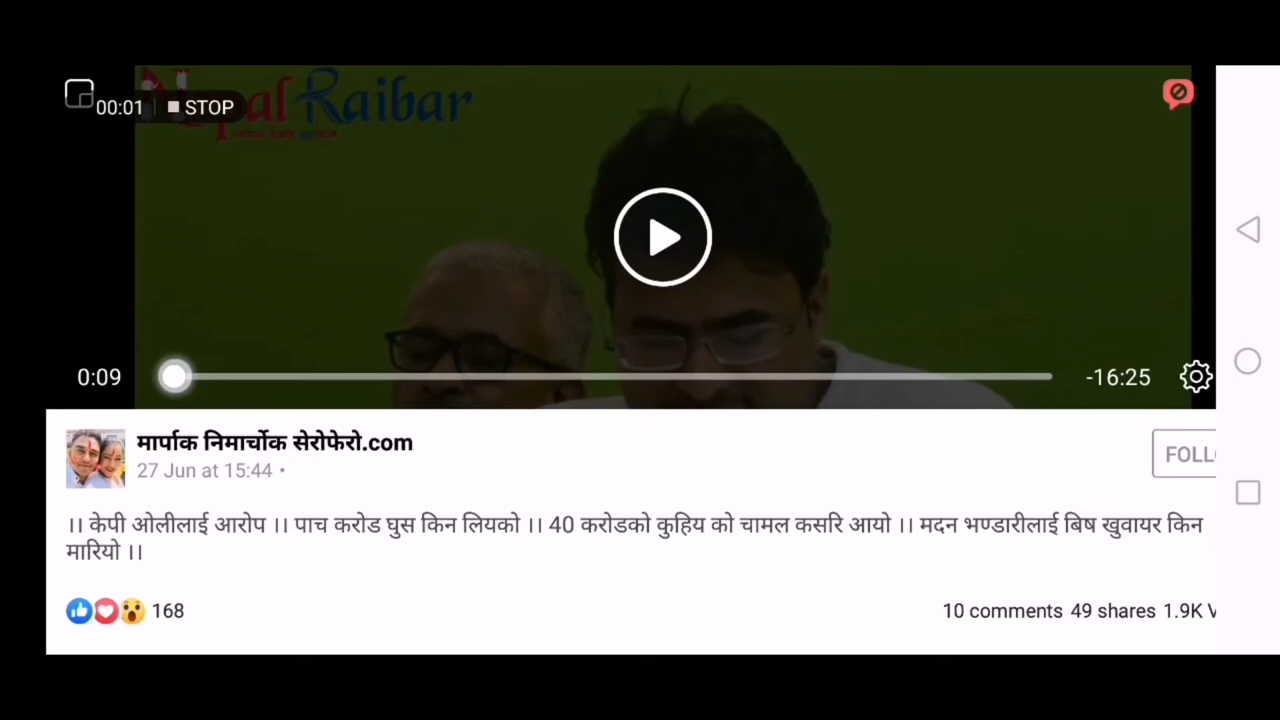 Nepal Raibar
00:01 STOP
0:09
-16:25
मार्पाक निमार्चोक सेरोफेरो.com
27 Jun at 15:44 •
FOLL
।। केपी ओलीलाई आरोप ।। पाच करोड घुस किन लियको ।। 40 करोडको कुहिय को चामल कसरि आयो ।। मदन भण्डारीलाई बिष खुवायर किन
मारियो ।।
168
10 comments 49 shares 1.9K V